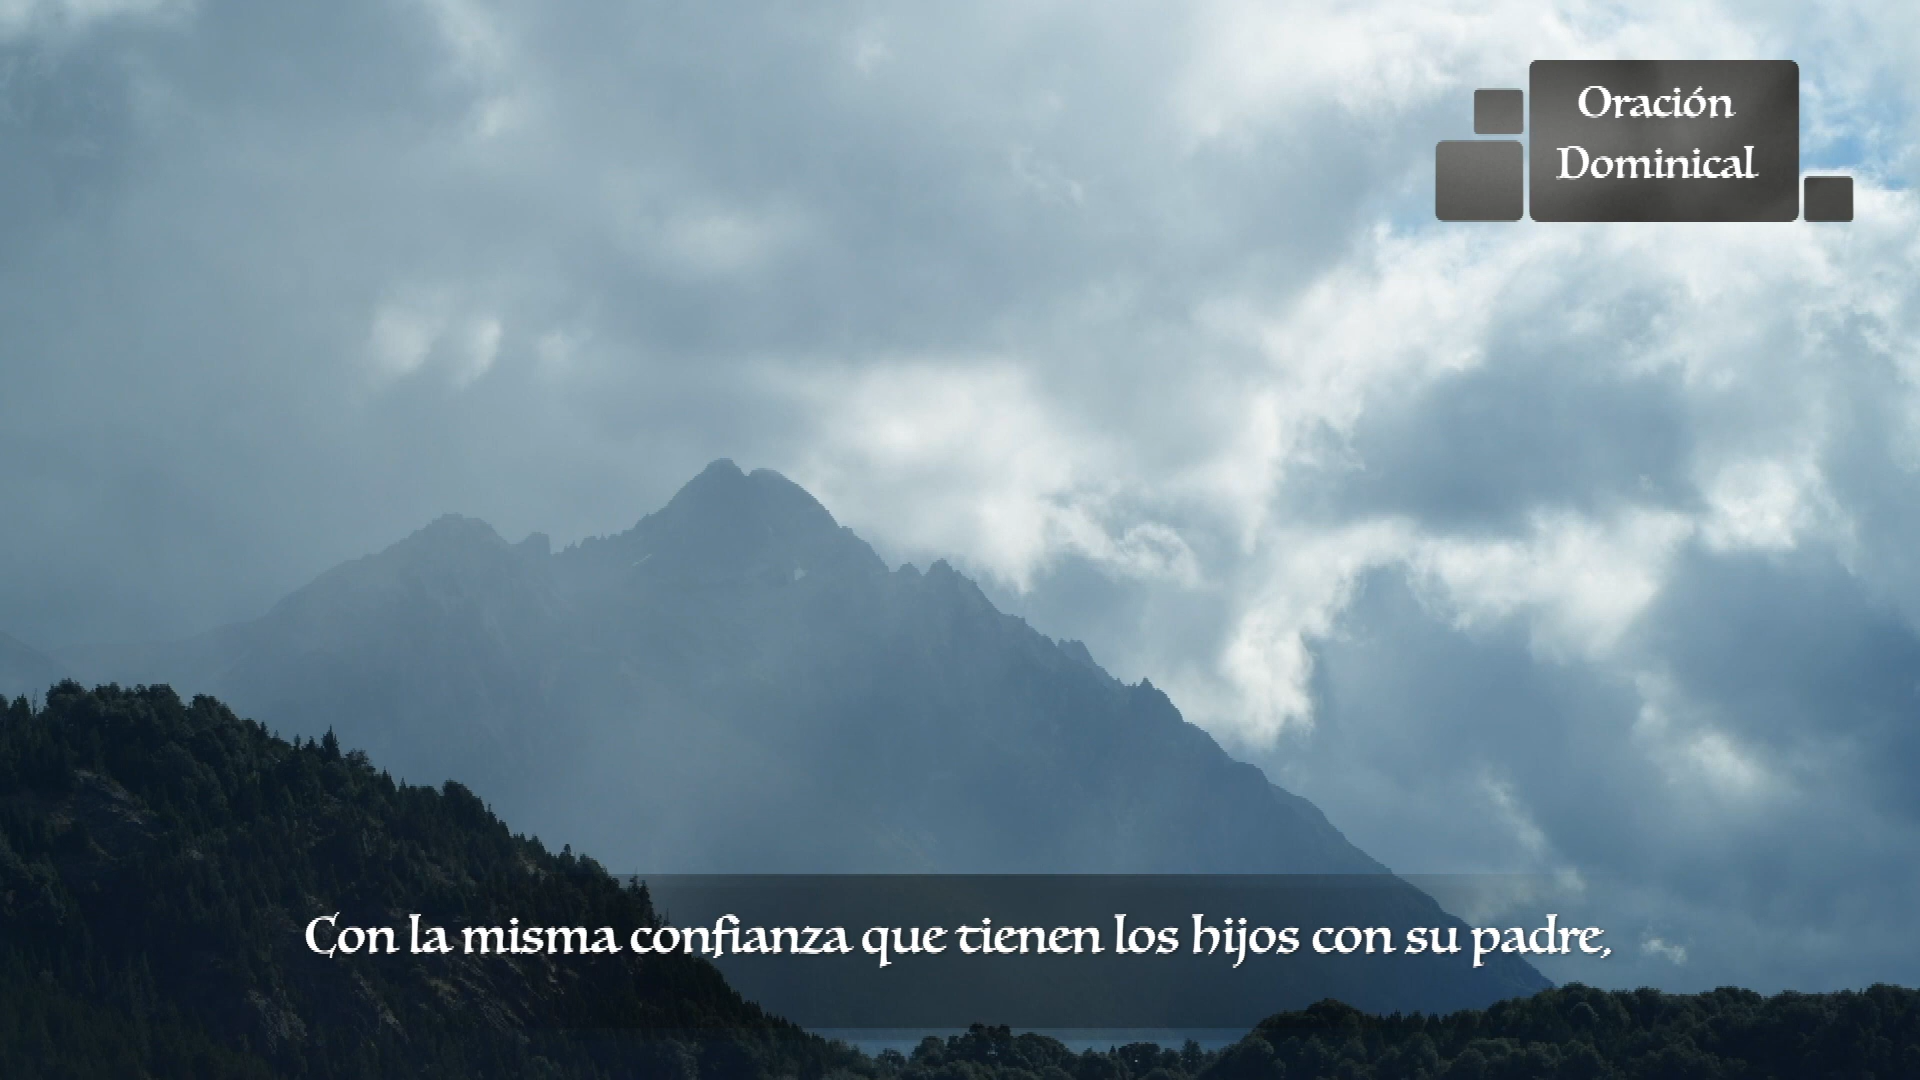 Oración
Dominical
Con la misma confianza que tienen los hijos con su padre,